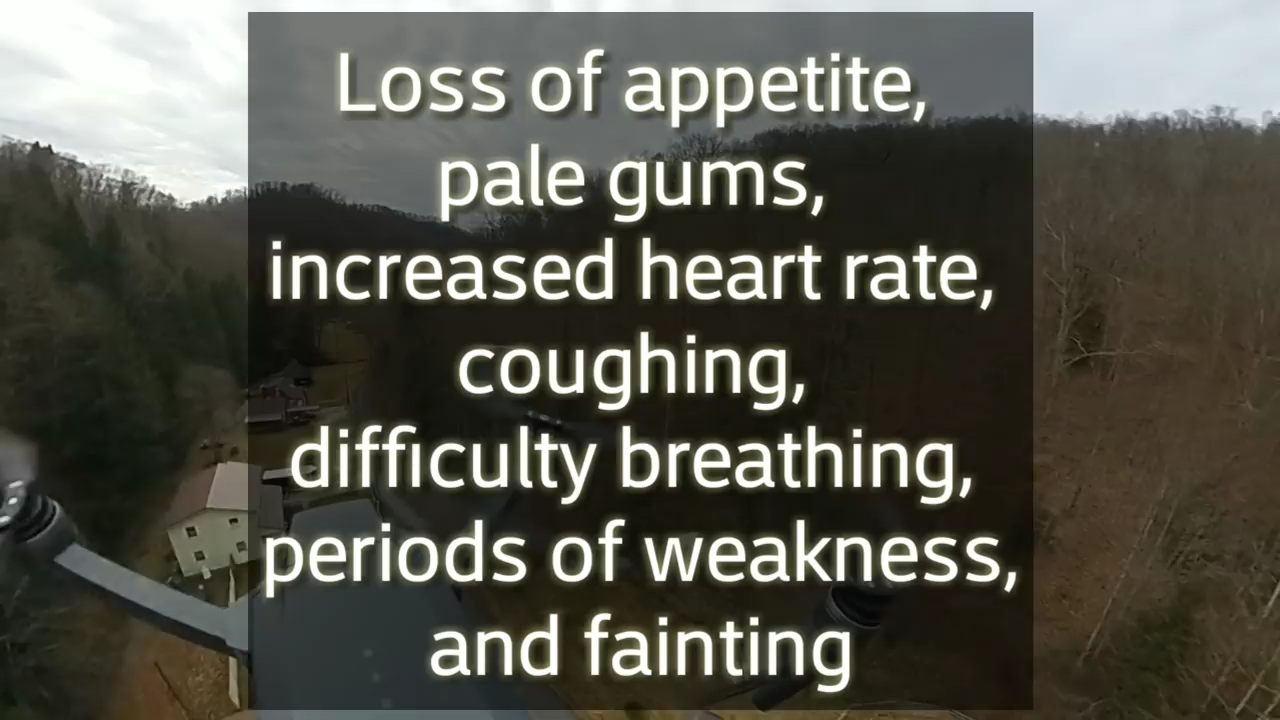 Loss of appetite,
pale gums,
increased heart rate,
coughing,
difficulty breathing,
periods of weakness,
and fainting